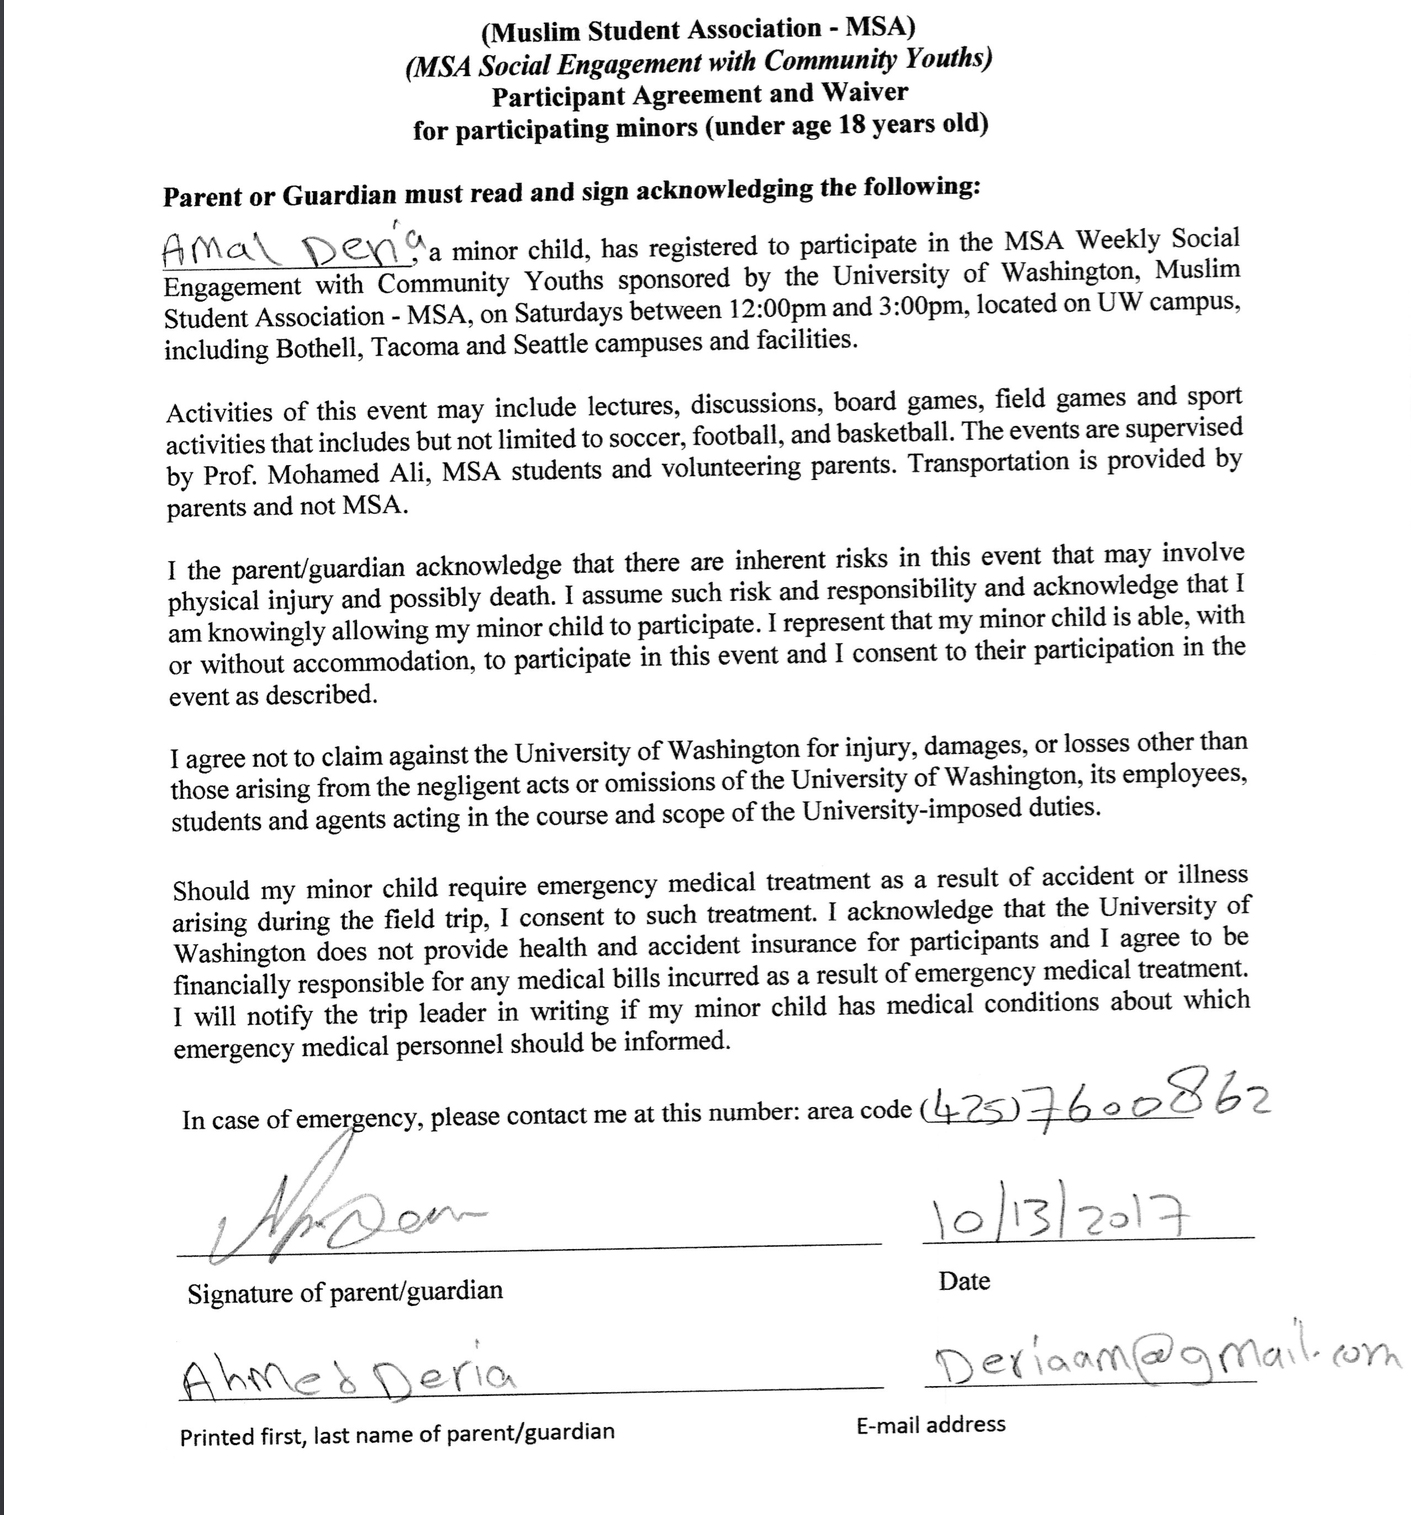 (Muslim Student Association - MSA)
(MSA Social Engagement with Community Youths)
Participant Agreement and Waiver
for participating minors (under age 18 years old)
Parent or Guardian must read and sign acknowledging the following:
Amal Deria, a minor child, has registered to participate in the MSA Weekly Social
Engagement with Community Youths sponsored by the University of Washington, Muslim
Student Association - MSA, on Saturdays between 12:00pm and 3:00pm, located on UW campus,
including Bothell, Tacoma and Seattle campuses and facilities.
Activities of this event may include lectures, discussions, board games, field games and sport
activities that includes but not limited to soccer, football, and basketball. The events are supervised
by Prof. Mohamed Ali, MSA students and volunteering parents. Transportation is provided by
parents and not MSA.
I the parent/guardian acknowledge that there are inherent risks in this event that may involve
physical injury and possibly death. I assume such risk and responsibility and acknowledge that I
am knowingly allowing my minor child to participate. I represent that my minor child is able, with
or without accommodation, to participate in this event and I consent to their participation in the
event as described.
I agree not to claim against the University of Washington for injury, damages, or losses other than
those arising from the negligent acts or omissions of the University of Washington, its employees,
students and agents acting in the course and scope of the University-imposed duties.
Should my minor child require emergency medical treatment as a result of accident or illness
arising during the field trip, I consent to such treatment. I acknowledge that the University of
Washington does not provide health and accident insurance for participants and I agree to be
financially responsible for any medical bills incurred as a result of emergency medical treatment.
I will notify the trip leader in writing if my minor child has medical conditions about which
emergency medical personnel should be informed.
In case of emergency, please contact me at this number: area code (425) 7600862
10/13/2017
Signature of parent/guardian Date
Ahmed Deria Deriaam@gmail.com
Printed first, last name of parent/guardian E-mail address